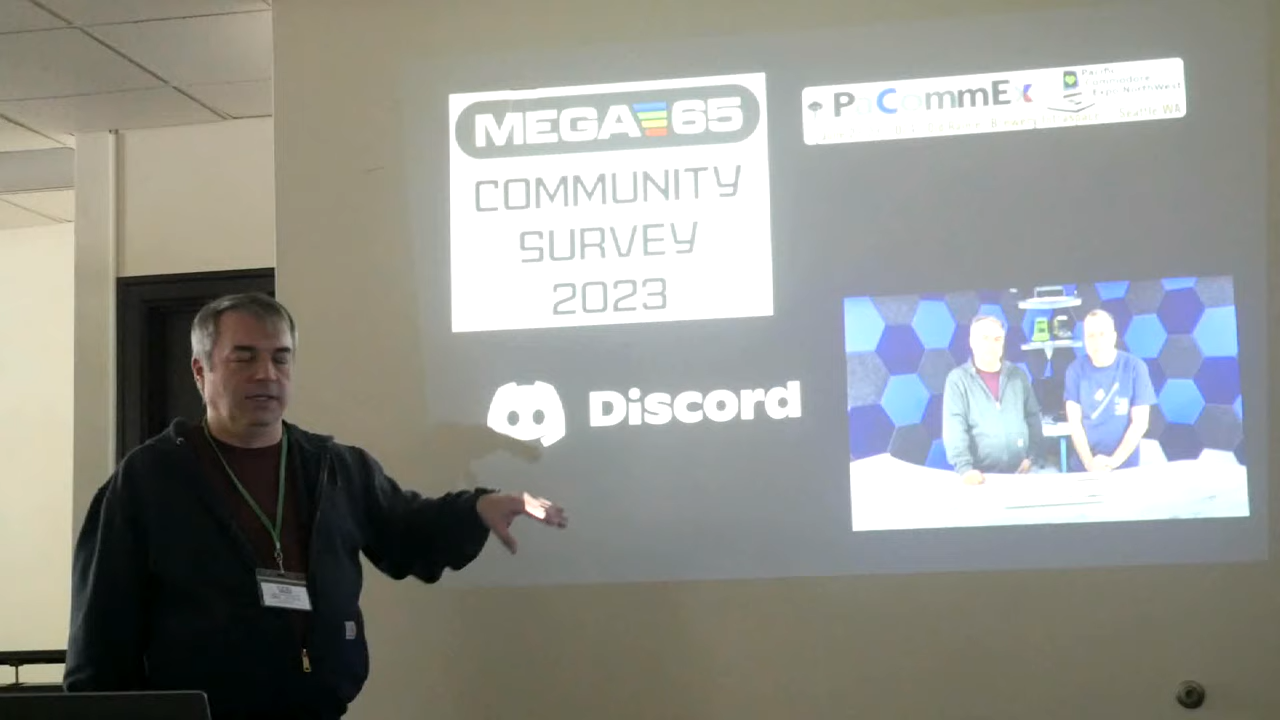 MEGA65
COMMUNITY
SURVEY
2023
PaCommEx
Pacific
Commodore
Expo NorthWest
Seattle WA
Discord